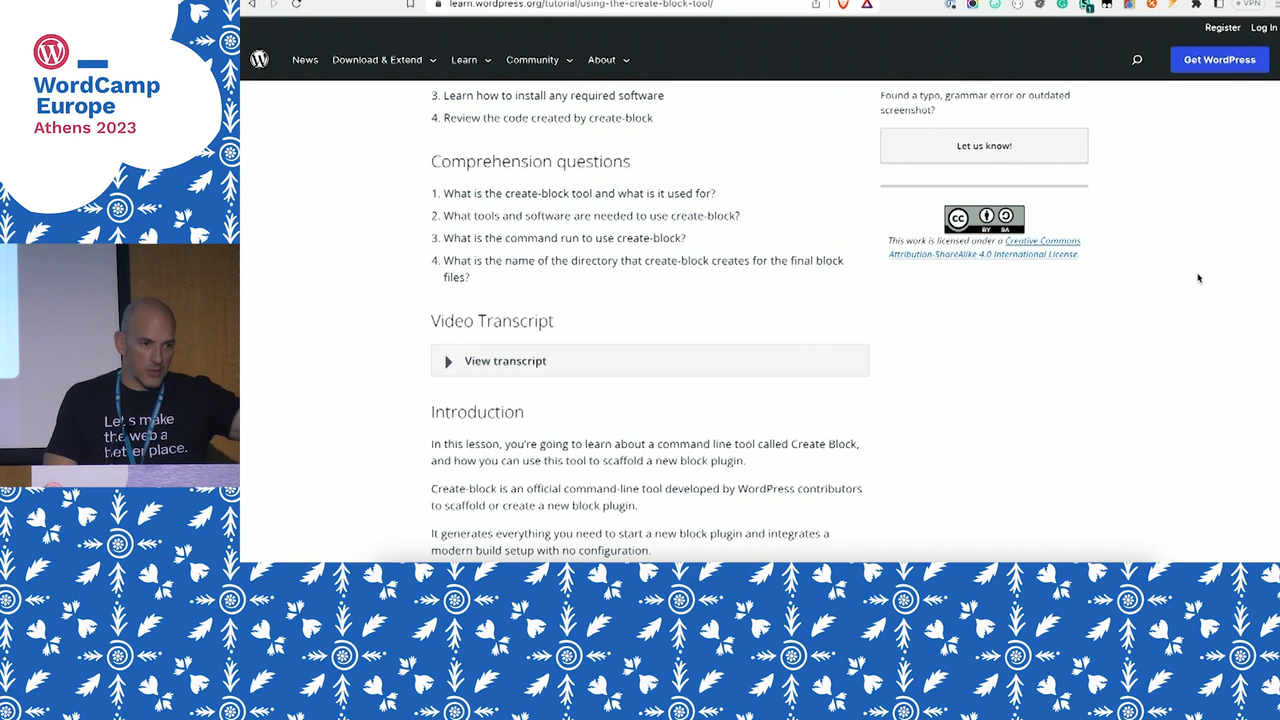 WordCamp
Europe
Athens 2023
Let's make
the web a
better place.
learn.wordpress.org/tutorial/using-the-create-block-tool/
VPN
Register Log In
News Download & Extend Learn Community About Get WordPress
3. Learn how to install any required software
4. Review the code created by create-block
Comprehension questions
1. What is the create-block tool and what is it used for?
2. What tools and software are needed to use create-block?
3. What is the command run to use create-block?
4. What is the name of the directory that create-block creates for the final block
files?
Video Transcript
View transcript
Introduction
In this lesson, you're going to learn about a command line tool called Create Block,
and how you can use this tool to scaffold a new block plugin.
Create-block is an official command-line tool developed by WordPress contributors
to scaffold or create a new block plugin.
It generates everything you need to start a new block plugin and integrates a
modern build setup with no configuration.
Found a typo, grammar error or outdated
screenshot?
Let us know!
cc
BY SA
This work is licensed under a Creative Commons
Attribution-ShareAlike 4.0 International License.